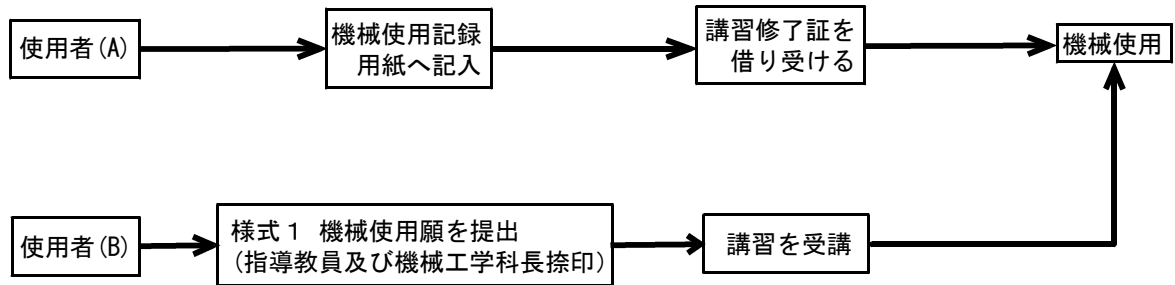 使用者(A)
機械使用記録
用紙へ記入
講習修了証を
借り受ける
機械使用
使用者(B)
様式1 機械使用願を提出
(指導教員及び機械工学科長捺印)
講習を受講